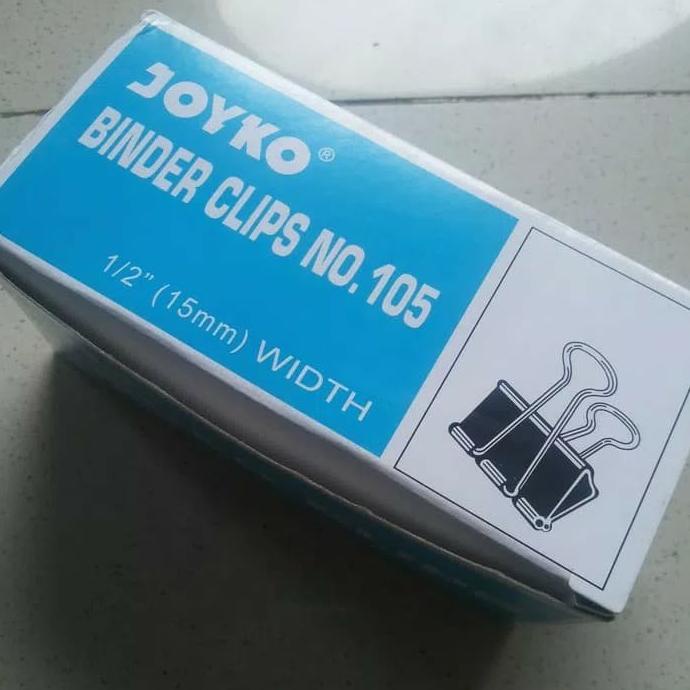 JOYKO®
BINDER CLIPS NO. 105
1/2" (15mm) WIDTH